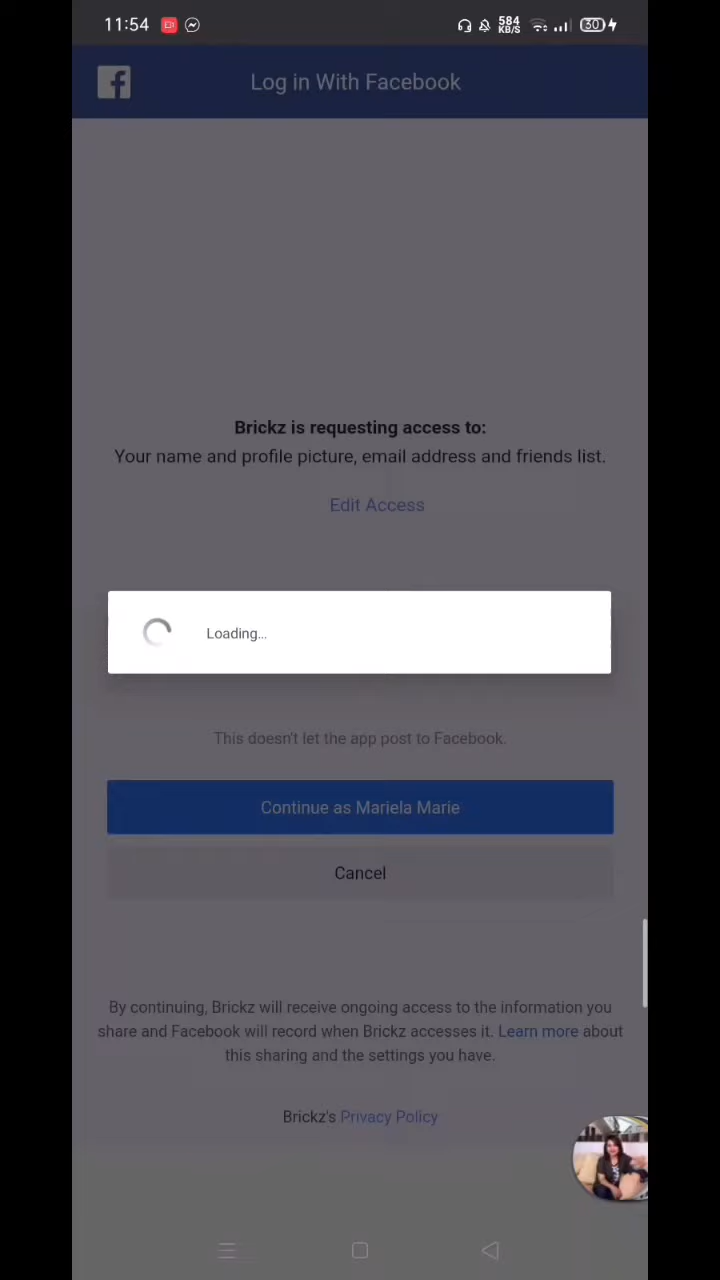 11:54
584
KB/S
30
Log in With Facebook
Brickz is requesting access to:
Your name and profile picture, email address and friends list.
Edit Access
Loading...
This doesn't let the app post to Facebook.
Continue as Mariela Marie
Cancel
By continuing, Brickz will receive ongoing access to the information you
share and Facebook will record when Brickz accesses it. Learn more about
this sharing and the settings you have.
Brickz's Privacy Policy